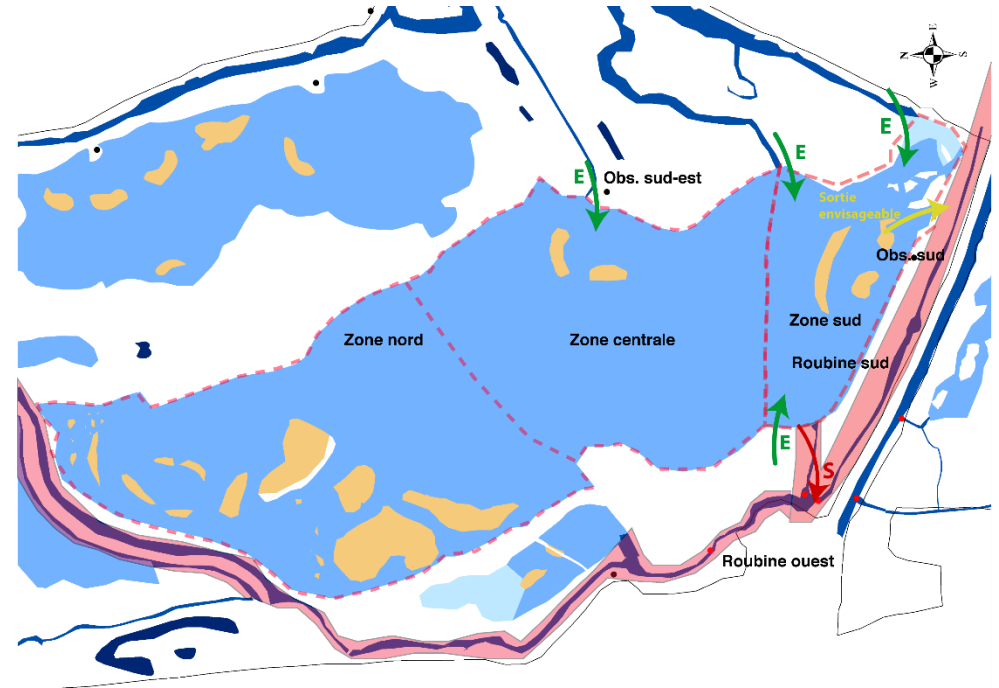 E
N
S
W
E
E
E
Obs. sud-est
Sortie
envisageable
Obs. sud
Zone sud
Zone nord
Zone centrale
Roubine sud
E
S
Roubine ouest